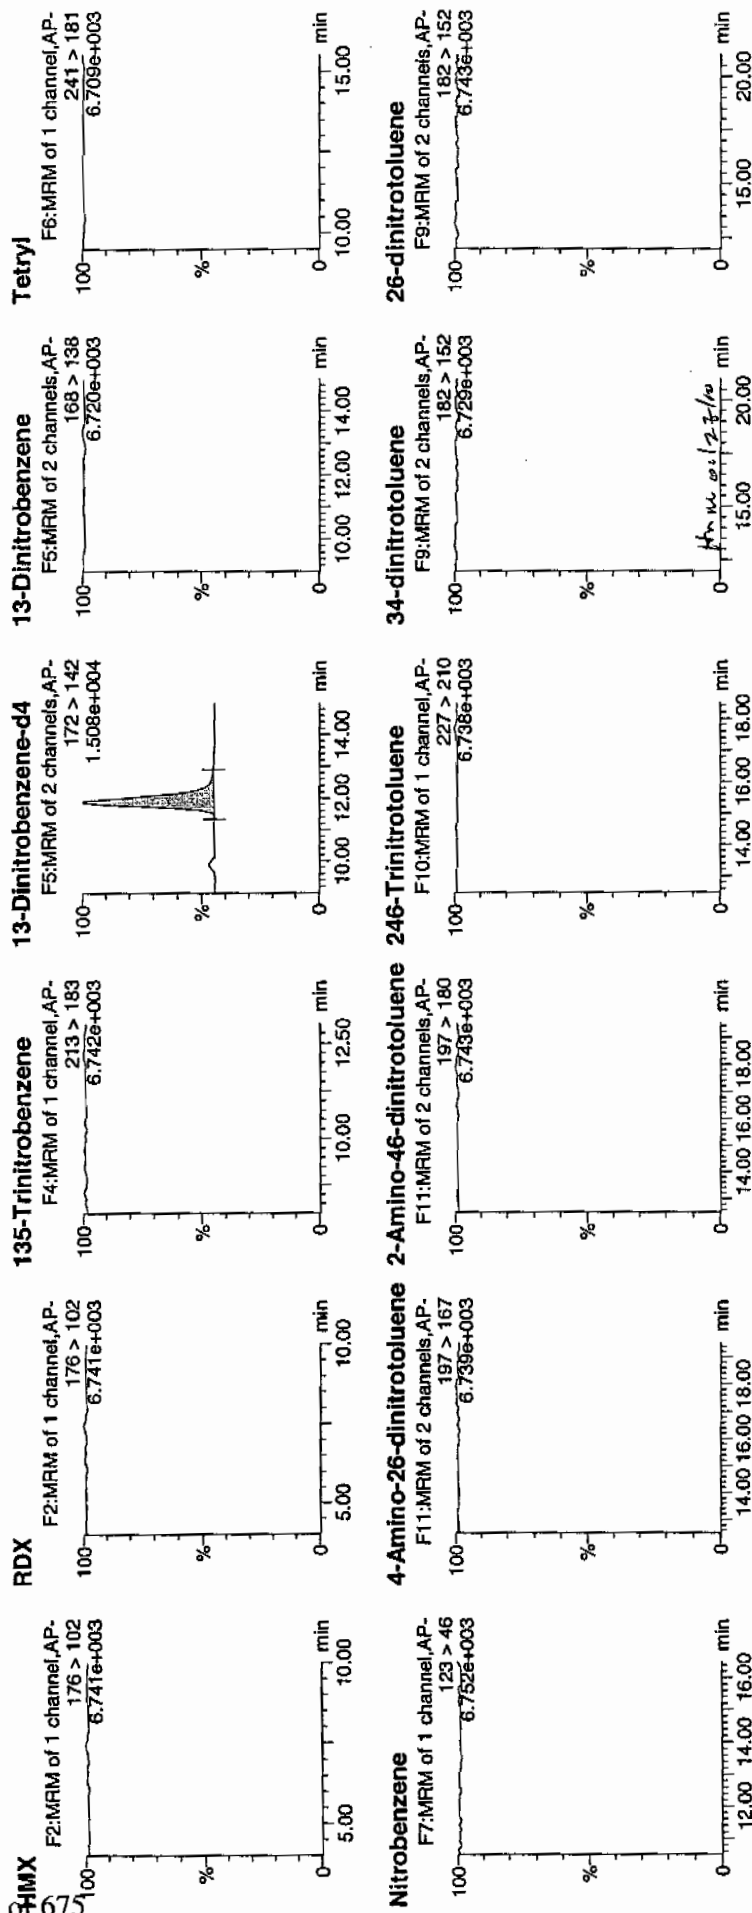 HMX
F2:MRM of 1 channel,AP-
176 > 102
6.741e+003
100
%
0
5.00 10.00
min
RDX
F2:MRM of 1 channel,AP-
176 > 102
6.741e+003
100
%
0
5.00 10.00
min
135-Trinitrobenzene
F4:MRM of 1 channel,AP-
213 > 183
6.742e+003
100
%
0
10.00 12.50
min
13-Dinitrobenzene-d4
F5:MRM of 2 channels,AP-
172 > 142
1.508e+004
100
%
0
10.00 12.00 14.00
min
13-Dinitrobenzene
F5:MRM of 2 channels,AP-
168 > 138
6.720e+003
100
%
0
10.00 12.00 14.00
min
Tetryl
F6:MRM of 1 channel,AP-
241 > 181
6.709e+003
100
%
0
10.00 15.00
min
Nitrobenzene
F7:MRM of 1 channel,AP-
123 > 46
6.752e+003
100
%
0
12.00 14.00 16.00
min
4-Amino-26-dinitrotoluene
F11:MRM of 2 channels,AP-
197 > 167
6.739e+003
100
%
0
14.00 16.00 18.00
min
2-Amino-46-dinitrotoluene
F11:MRM of 2 channels,AP-
197 > 180
6.743e+003
100
%
0
14.00 16.00 18.00
min
246-Trinitrotoluene
F10:MRM of 1 channel,AP-
227 > 210
6.738e+003
100
%
0
14.00 16.00 18.00
min
34-dinitrotoluene
F9:MRM of 2 channels,AP-
182 > 152
6.729e+003
100
%
0
15.00 20.00
min
26-dinitrotoluene
F9:MRM of 2 channels,AP-
182 > 152
6.743e+003
100
%
0
15.00 20.00
min
675